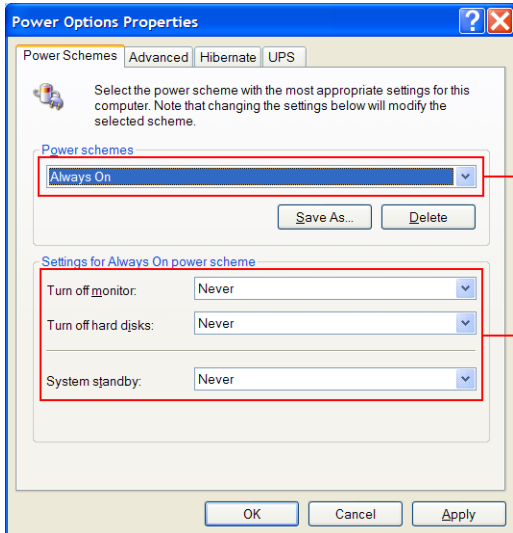 Power Options Properties
Power Schemes Advanced Hibernate UPS
Select the power scheme with the most appropriate settings for this
computer. Note that changing the settings below will modify the
selected scheme.
Power schemes
Always On
Save As... Delete
Settings for Always On power scheme
Turn off monitor: Never
Turn off hard disks: Never
System standby: Never
OK Cancel Apply